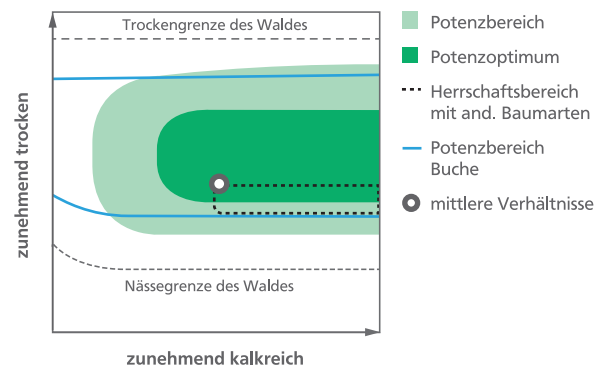 Trockengrenze des Waldes
Nässegrenze des Waldes
zunehmend trocken
zunehmend kalkreich
Potenzbereich
Potenzoptimum
Herrschaftsbereich
mit and. Baumarten
Potenzbereich
Buche
mittlere Verhältnisse